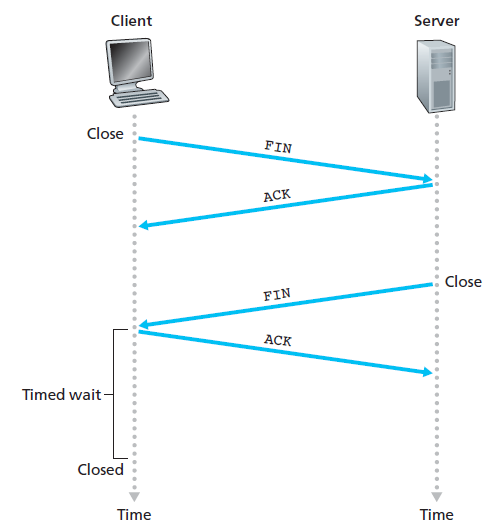 Client
Server
Close
FIN
ACK
Close
FIN
ACK
Timed wait
Closed
Time
Time